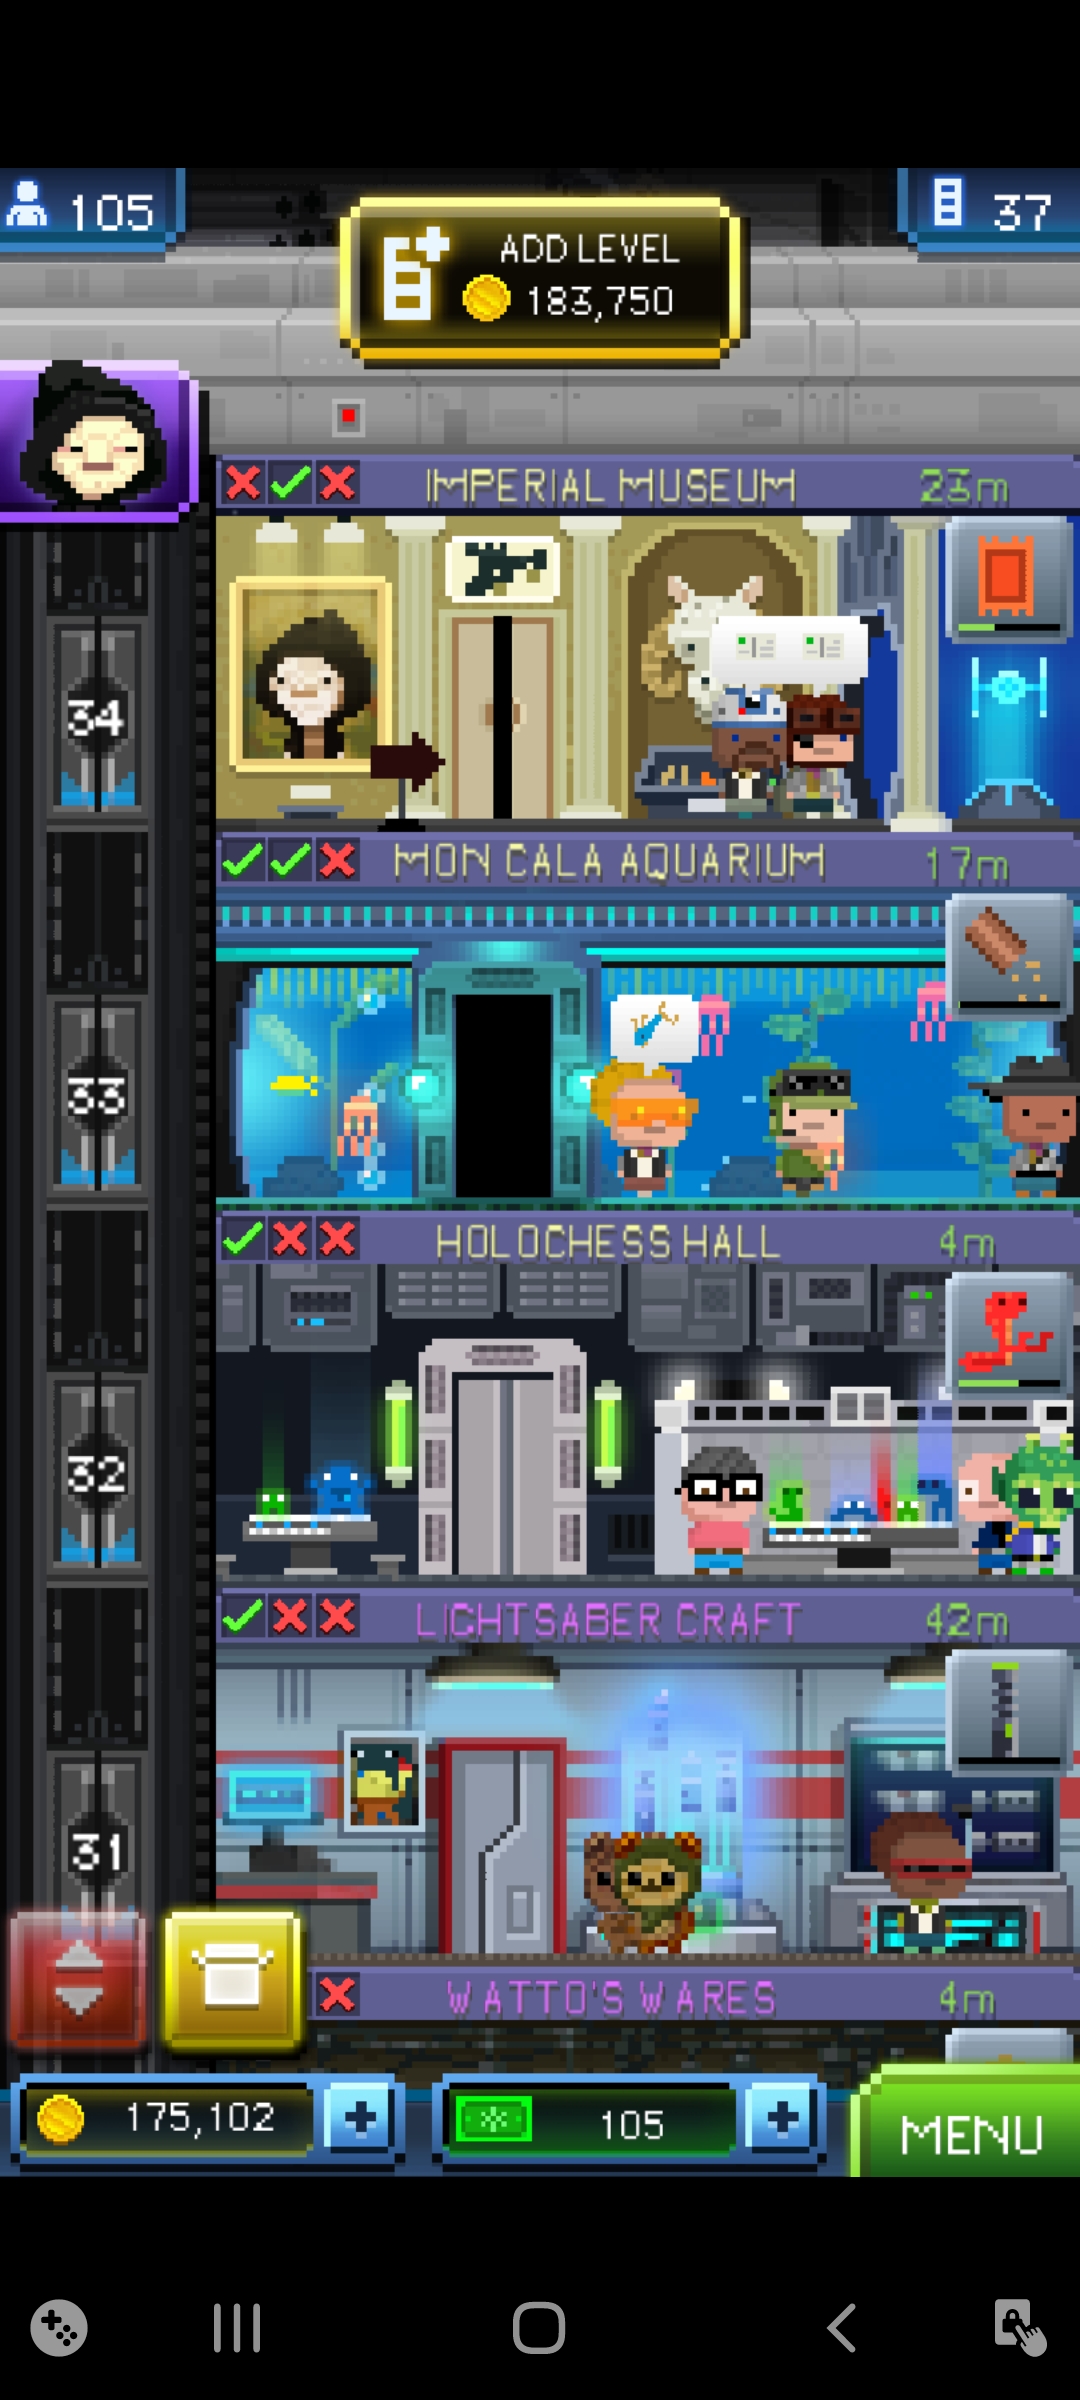 105
37
ADD LEVEL
183,750
IMPERIAL MUSEUM 23m
34
MON CALA AQUARIUM 17m
33
HOLOCHESS HALL 4m
32
LIGHTSABER CRAFT 42m
31
WATTO'S WARES 4m
175,102
105
MENU